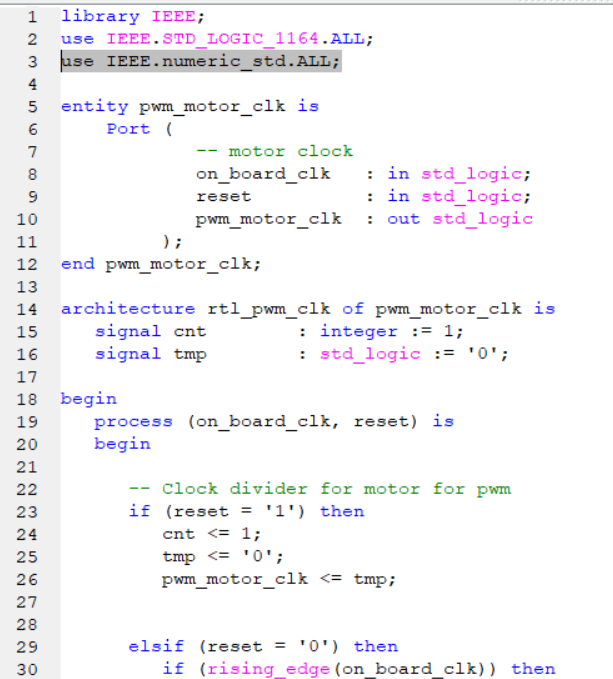 1 library IEEE;
2 use IEEE.STD_LOGIC_1164.ALL;
3 use IEEE.numeric_std.ALL;
4
5 entity pwm_motor_clk is
6 Port (
7 -- motor clock
8 on_board_clk : in std_logic;
9 reset : in std_logic;
10 pwm_motor_clk : out std_logic
11 );
12 end pwm_motor_clk;
13
14 architecture rtl_pwm_clk of pwm_motor_clk is
15 signal cnt : integer := 1;
16 signal tmp : std_logic := '0';
17
18 begin
19 process (on_board_clk, reset) is
20 begin
21
22 -- Clock divider for motor for pwm
23 if (reset = '1') then
24 cnt <= 1;
25 tmp <= '0';
26 pwm_motor_clk <= tmp;
27
28
29 elsif (reset = '0') then
30 if (rising_edge(on_board_clk)) then